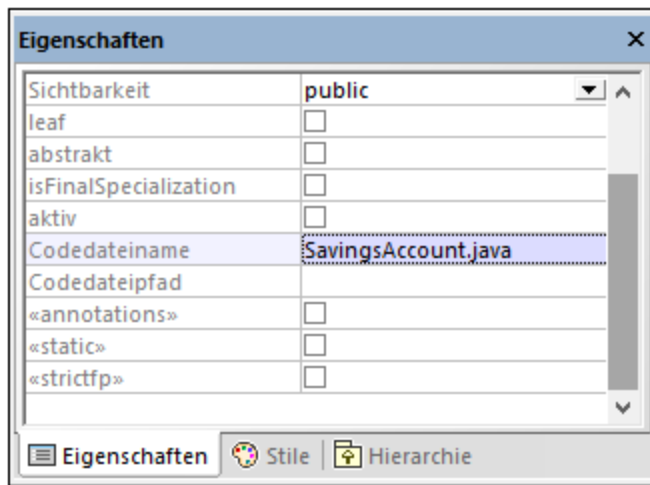 Eigenschaften
Sichtbarkeit public
leaf
abstrakt
isFinalSpecialization
aktiv
Codedateiname SavingsAccount.java
Codedateipfad
«annotations»
«static»
«strictfp»
Eigenschaften Stile Hierarchie